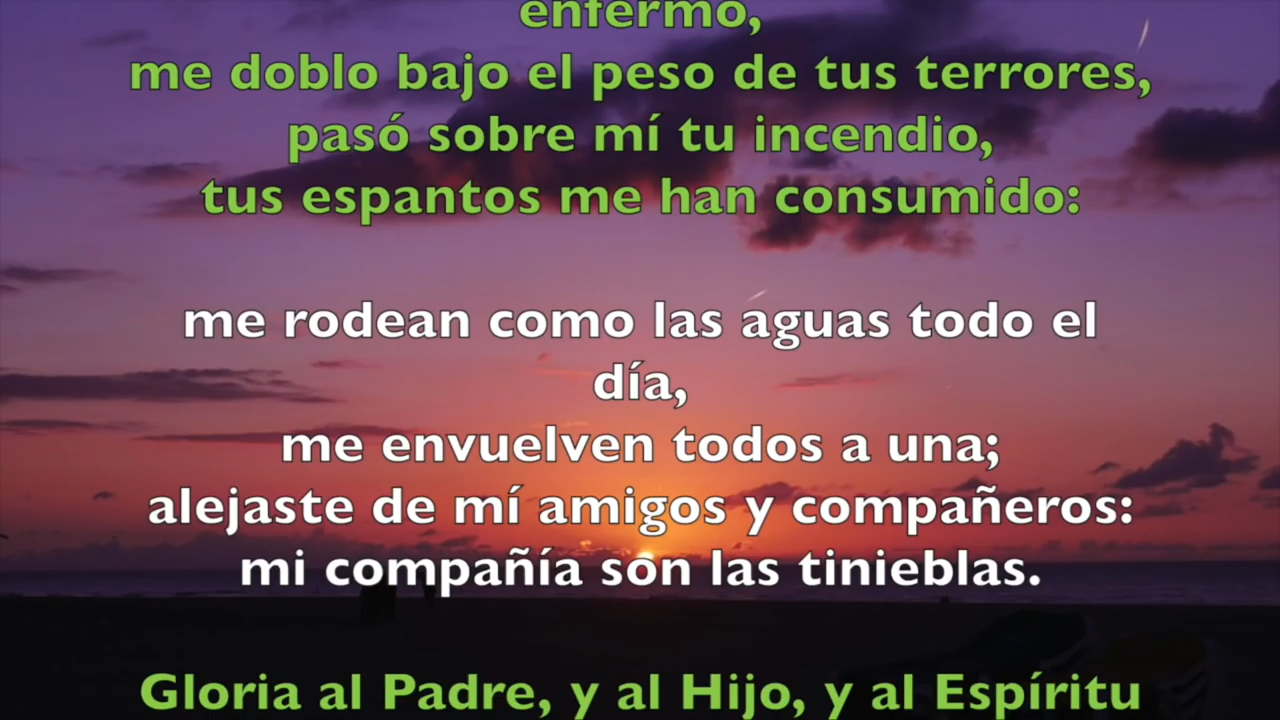 enfermo,
me doblo bajo el peso de tus terrores,
pasó sobre mí tu incendio,
tus espantos me han consumido:
me rodean como las aguas todo el
día,
me envuelven todos a una;
alejaste de mí amigos y compañeros:
mi compañía son las tinieblas.
Gloria al Padre, y al Hijo, y al Espíritu